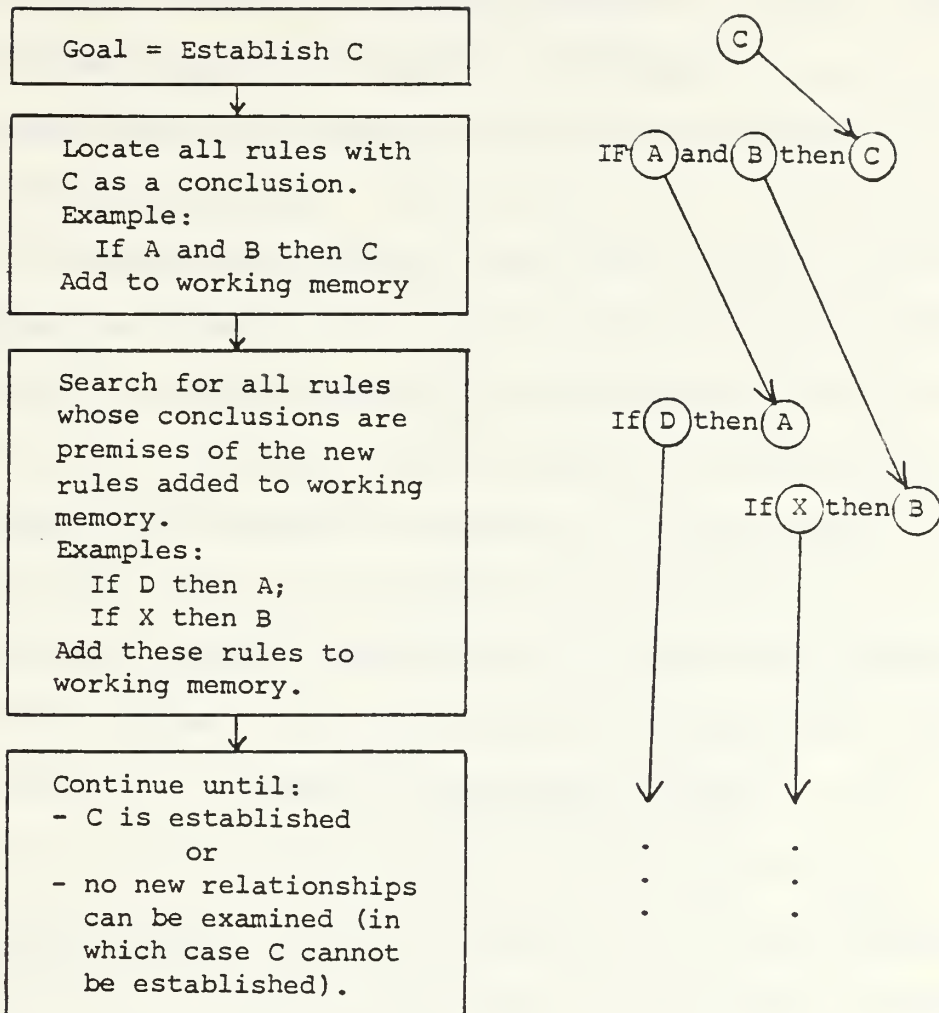 Goal = Establish C
Locate all rules with
C as a conclusion.
Example:
If A and B then C
Add to working memory
Search for all rules
whose conclusions are
premises of the new
rules added to working
memory.
Examples:
If D then A;
If X then B
Add these rules to
working memory.
Continue until:
- C is established
or
- no new relationships
can be examined (in
which case C cannot
be established).
C
IF A and B then C
If D then A
If X then B